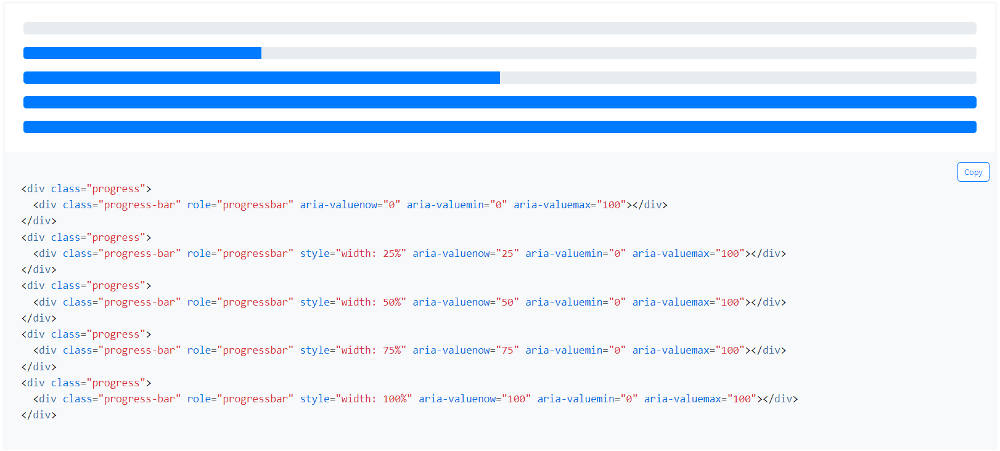 Copy
<div class="progress">
  <div class="progress-bar" role="progressbar" aria-valuenow="0" aria-valuemin="0" aria-valuemax="100"></div>
</div>
<div class="progress">
  <div class="progress-bar" role="progressbar" style="width: 25%" aria-valuenow="25" aria-valuemin="0" aria-valuemax="100"></div>
</div>
<div class="progress">
  <div class="progress-bar" role="progressbar" style="width: 50%" aria-valuenow="50" aria-valuemin="0" aria-valuemax="100"></div>
</div>
<div class="progress">
  <div class="progress-bar" role="progressbar" style="width: 75%" aria-valuenow="75" aria-valuemin="0" aria-valuemax="100"></div>
</div>
<div class="progress">
  <div class="progress-bar" role="progressbar" style="width: 100%" aria-valuenow="100" aria-valuemin="0" aria-valuemax="100"></div>
</div>